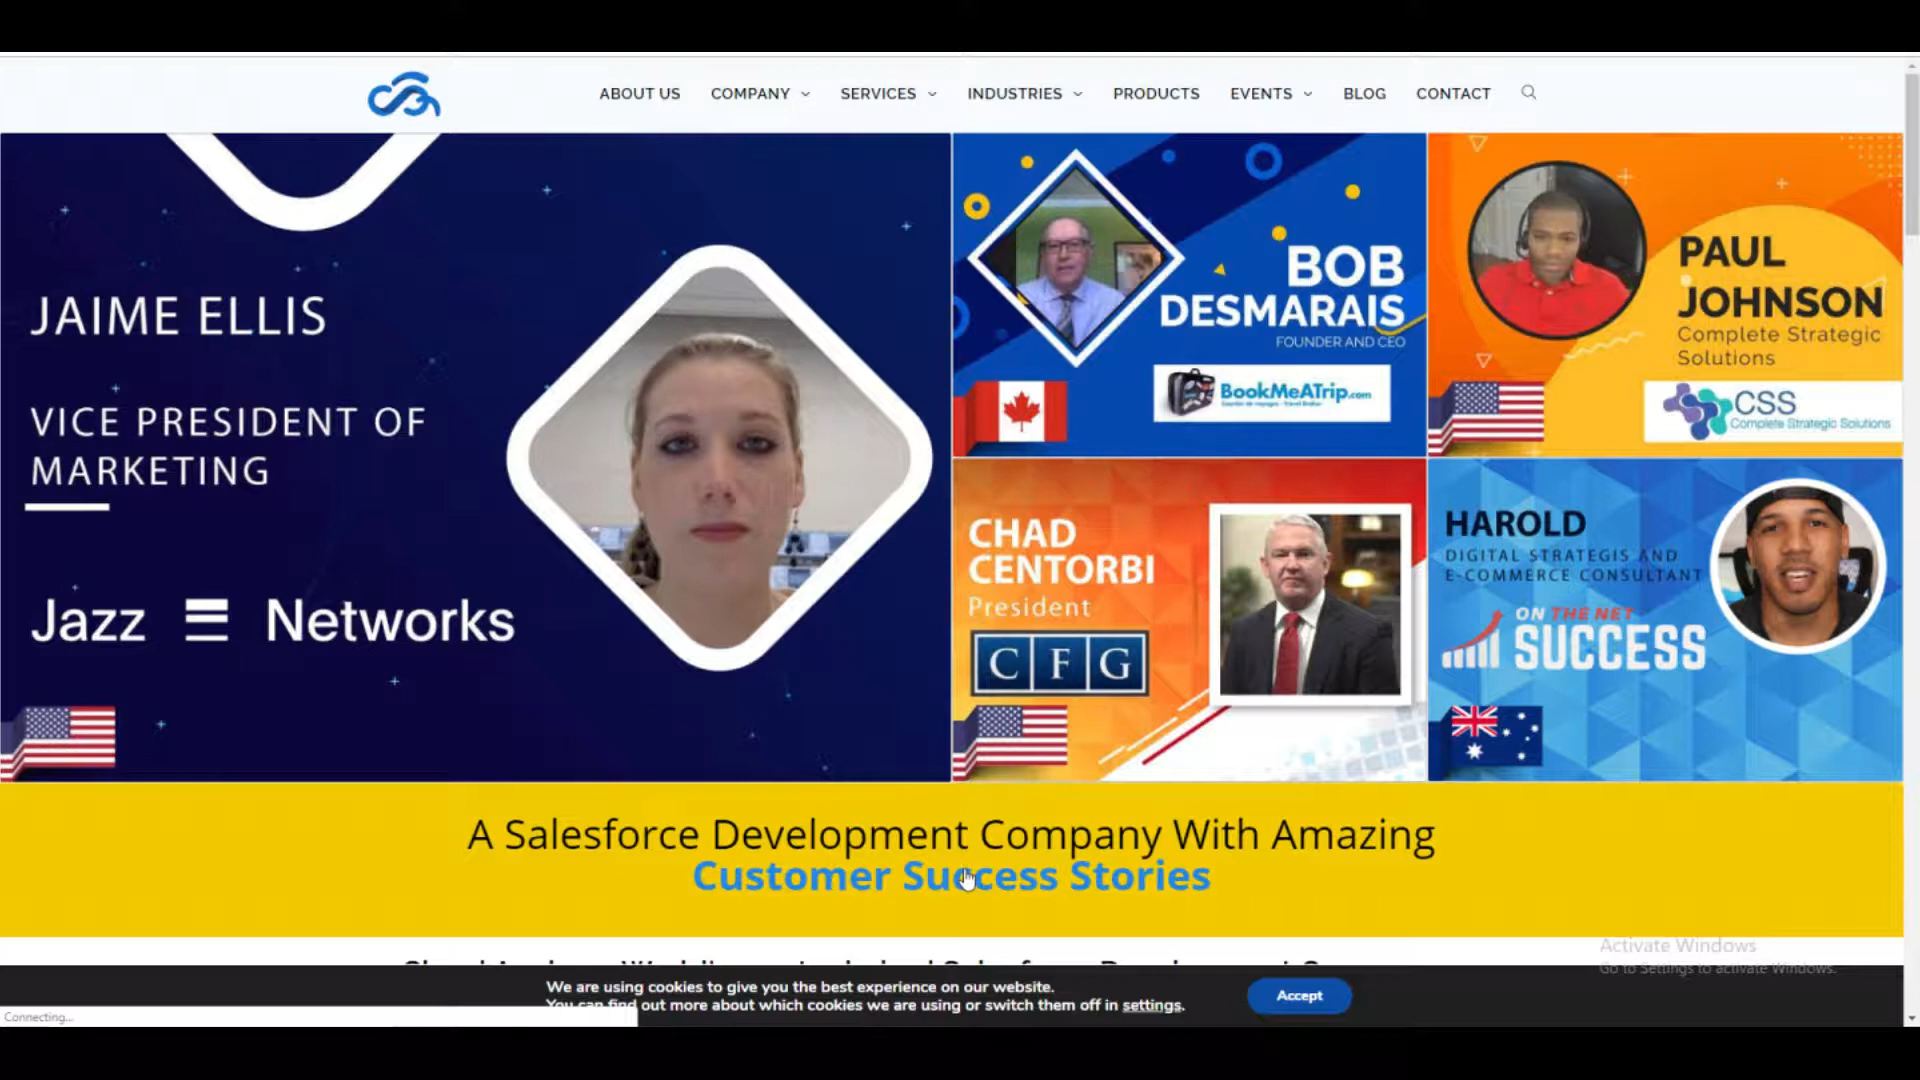 ABOUT US COMPANY SERVICES INDUSTRIES PRODUCTS EVENTS BLOG CONTACT
JAIME ELLIS
VICE PRESIDENT OF
MARKETING
Jazz Networks
BOB
DESMARAIS
FOUNDER AND CEO
BookMeATrip.com
PAUL
JOHNSON
Complete Strategic
Solutions
CSS
Complete Strategic Solutions
CHAD
CENTORBI
President
CFG
HAROLD
DIGITAL STRATEGIS AND
E-COMMERCE CONSULTANT
ON THE NET
SUCCESS
A Salesforce Development Company With Amazing
Customer Success Stories
Activate Windows
Go to Settings to activate Windows.
We are using cookies to give you the best experience on our website.
You can find out more about which cookies we are using or switch them off in settings.
Accept
Connecting...